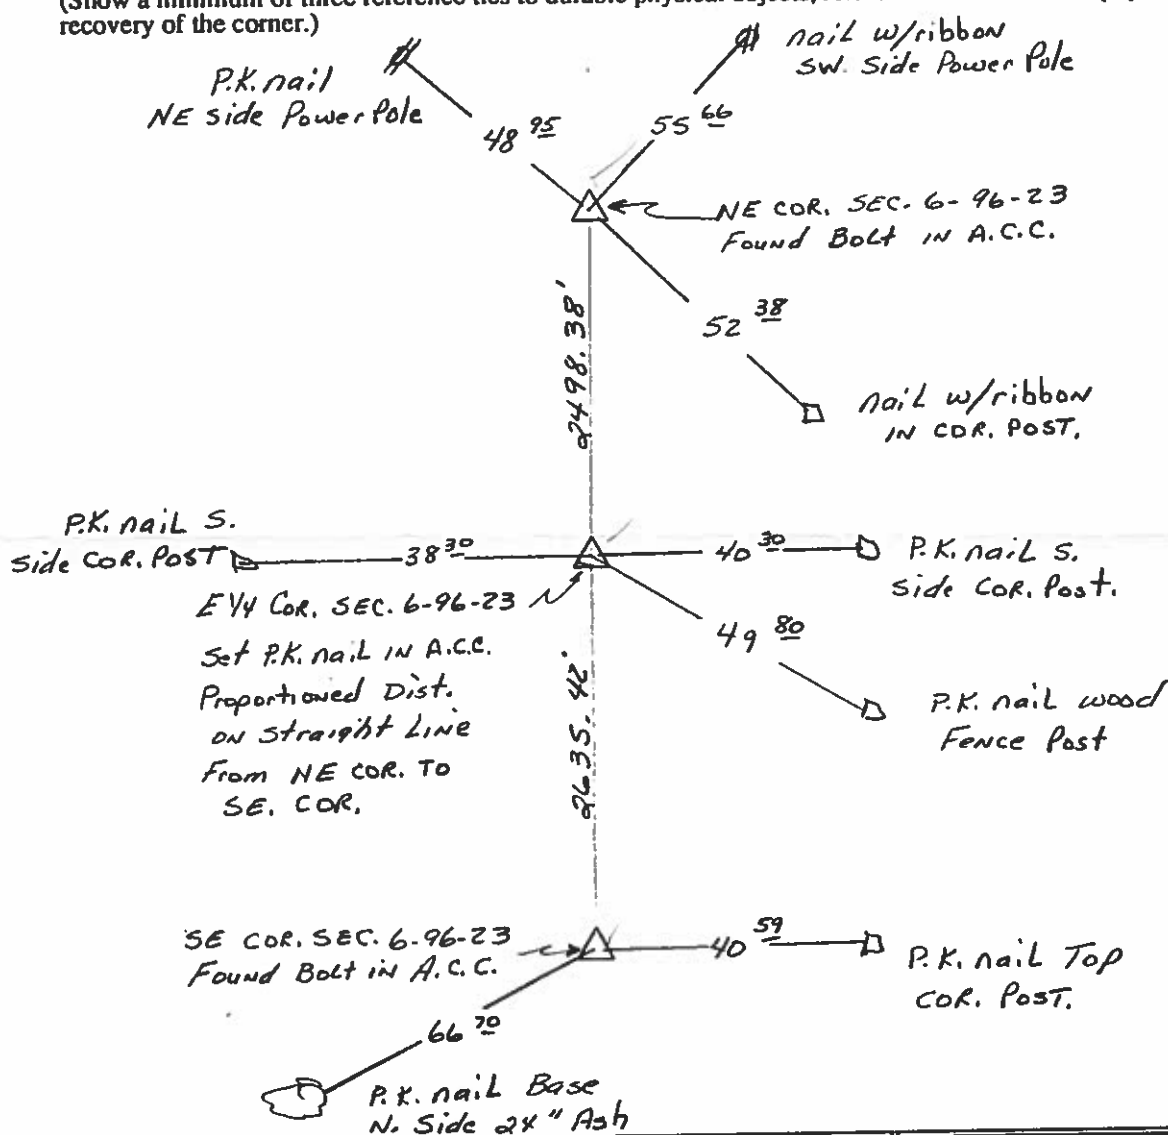 recovery of the corner.)
P.K. nail
NE side Power Pole
nail w/ribbon
SW. Side Power Pole
48 95
55 66
NE COR. SEC. 6-96-23
Found Bolt in A.C.C.
2498.38'
52 38
nail w/ribbon
IN COR. POST.
P.K. nail S.
side COR. POST
38 30
40 30
P.K. nail S.
side Cor. Post.
E 1/4 COR. SEC. 6-96-23
Set P.K. nail IN A.C.C.
Proportioned Dist.
ON Straight Line
From NE COR. TO
SE. COR.
49 80
P.K. nail wood
Fence Post
2635.42'
SE COR. SEC. 6-96-23
Found Bolt in A.C.C.
40 59
P.K. nail Top
COR. POST.
66 70
P.K. nail Base
N. Side " Ash